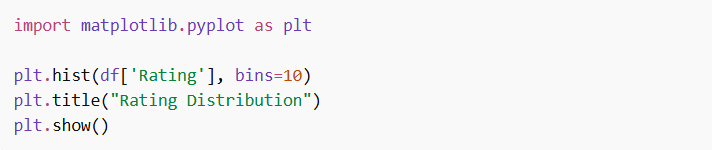 import matplotlib.pyplot as plt
plt.hist(df['Rating'], bins=10)
plt.title("Rating Distribution")
plt.show()